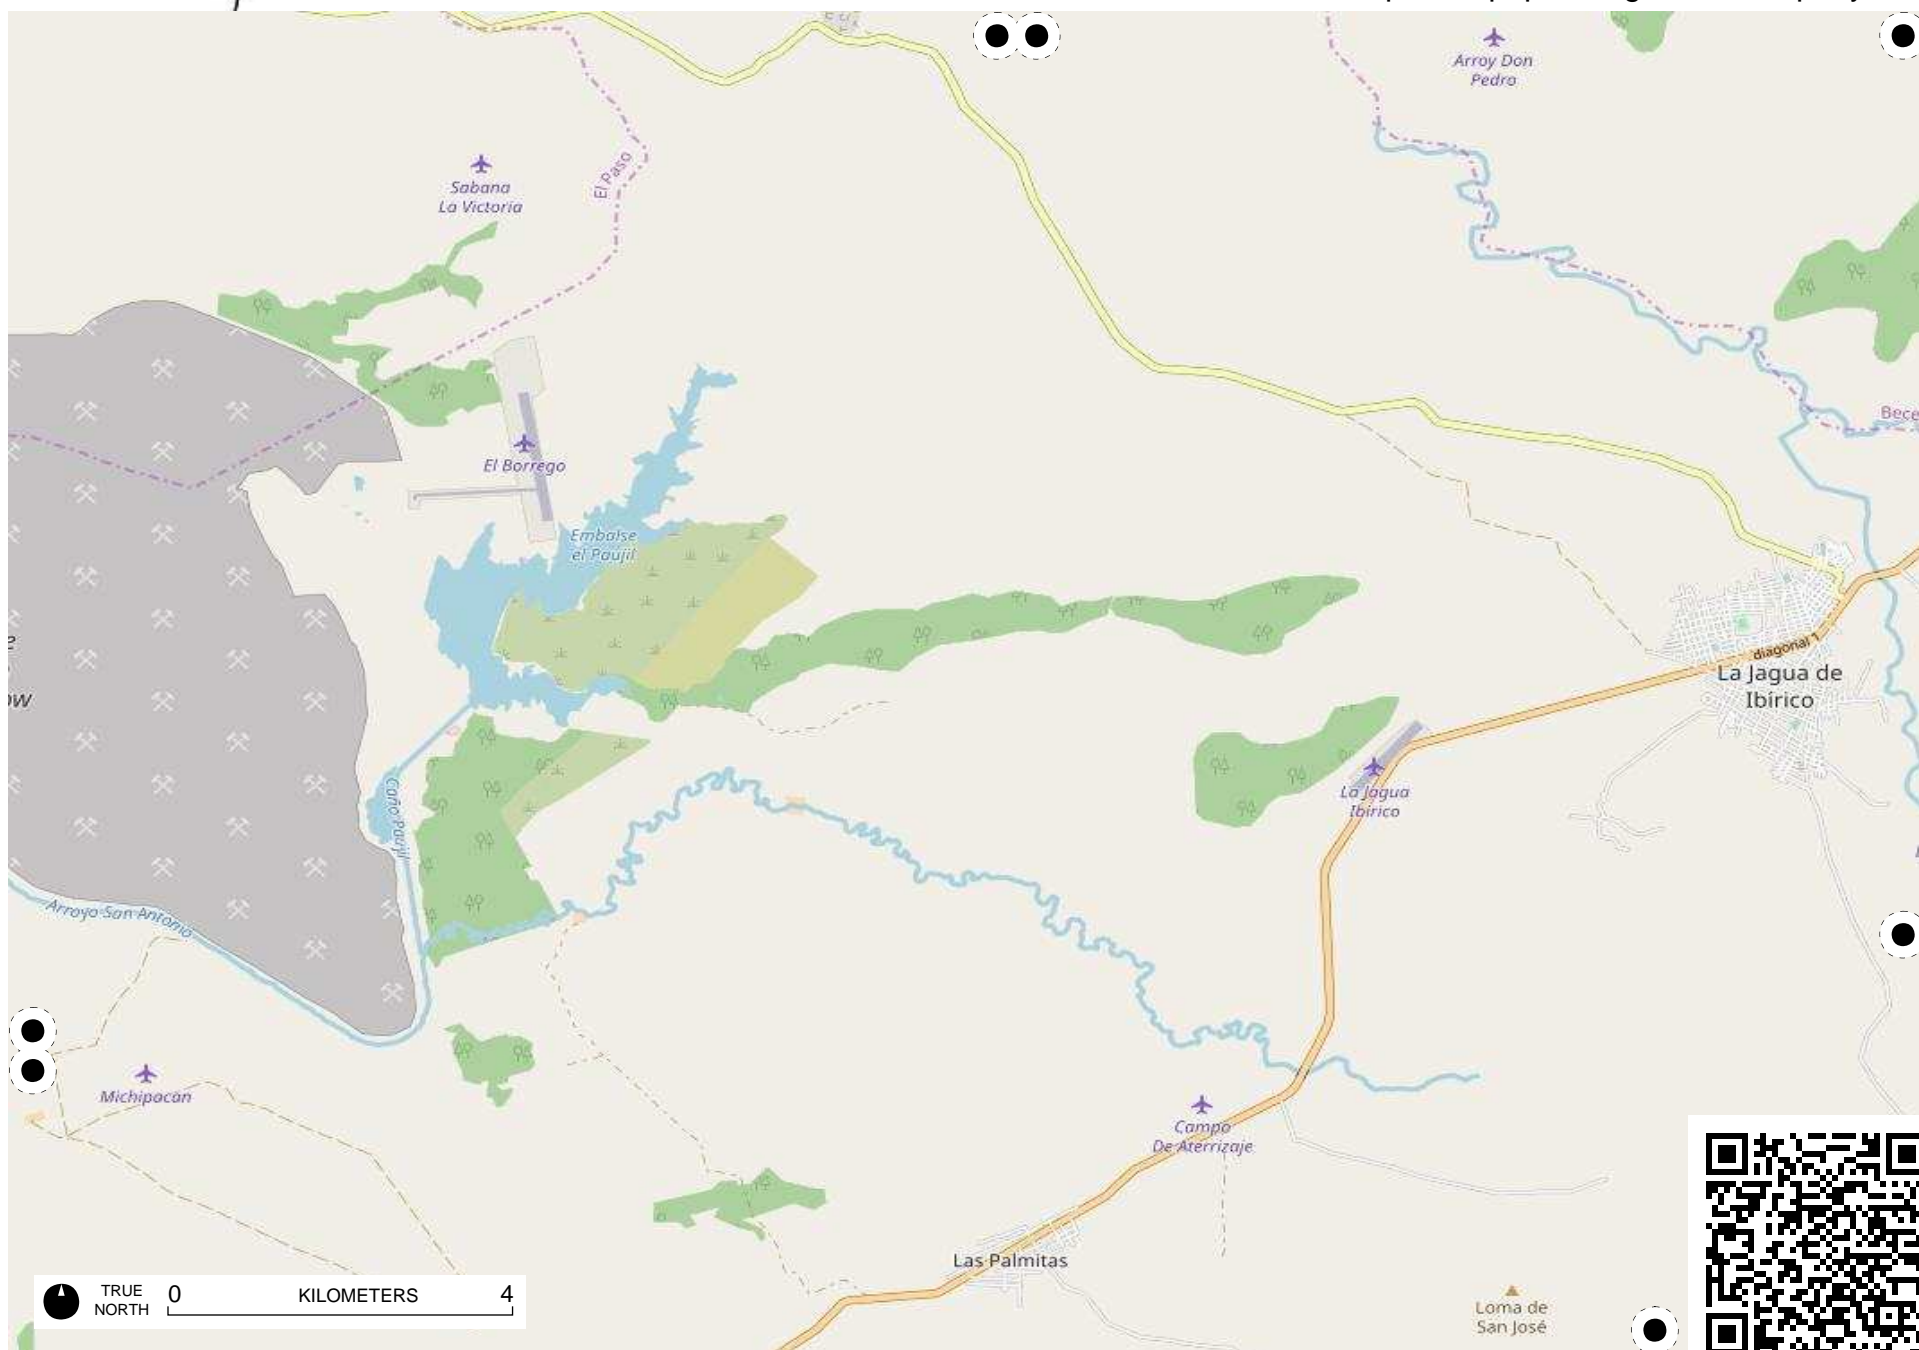 Arroy Don
Pedro
El Paso
Sabana
La Victoria
Bece
El Borrego
Embalse
el Paujil
diagonal 1
La Jagua de
Ibírico
ow
La Jagua
Ibirico
Caño Paujil
Arroyo San Antonio
Michipacan
Campo
De Aterrizaje
Las Palmitas
TRUE
NORTH
0 KILOMETERS 4
Loma de
San José